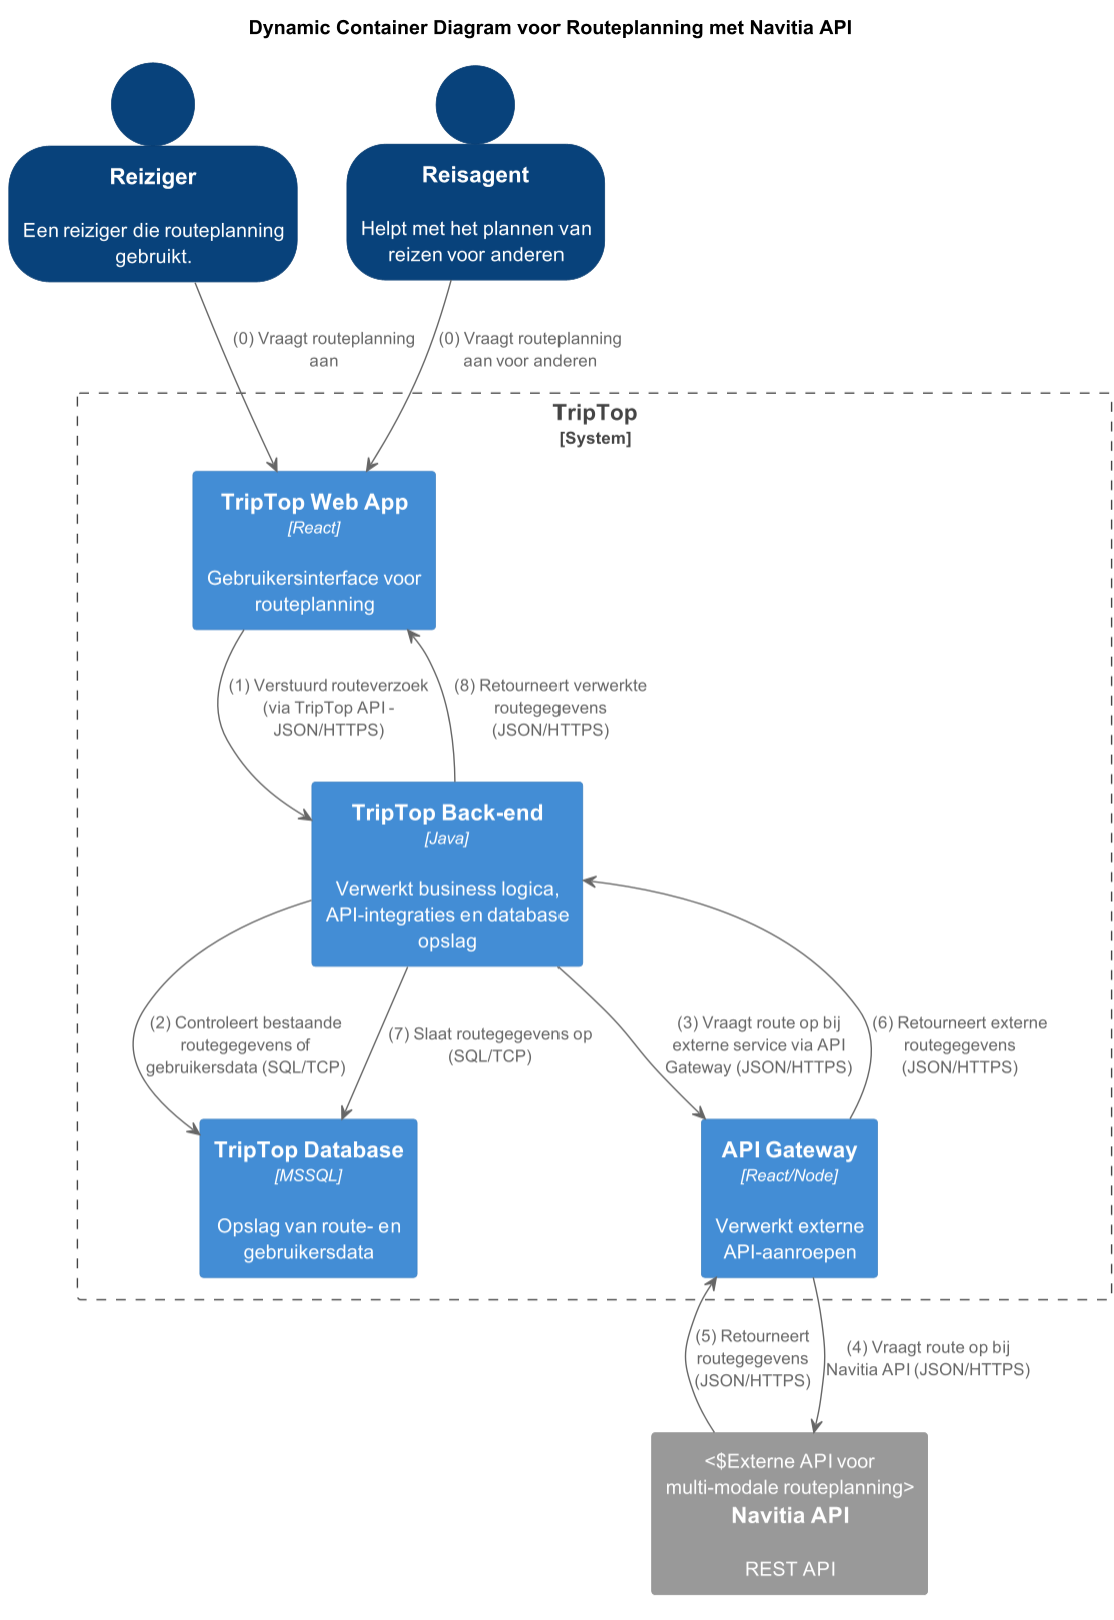 Dynamic Container Diagram voor Routeplanning met Navitia API
Reiziger
Een reiziger die routeplanning
gebruikt.
Reisagent
Helpt met het plannen van
reizen voor anderen
(0) Vraagt routeplanning
aan
(0) Vraagt routeplanning
aan voor anderen
TripTop
[System]
TripTop Web App
[React]
Gebruikersinterface voor
routeplanning
(1) Verstuurd routeverzoek
(via TripTop API -
JSON/HTTPS)
(8) Retourneert verwerkte
routegegevens
(JSON/HTTPS)
TripTop Back-end
[Java]
Verwerkt business logica,
API-integraties en database
opslag
(2) Controleert bestaande
routegegevens of
gebruikersdata (SQL/TCP)
(7) Slaat routegegevens op
(SQL/TCP)
(3) Vraagt route op bij
externe service via API
Gateway (JSON/HTTPS)
(6) Retourneert externe
routegegevens
(JSON/HTTPS)
TripTop Database
[MSSQL]
Opslag van route- en
gebruikersdata
API Gateway
[React/Node]
Verwerkt externe
API-aanroepen
(5) Retourneert
routegegevens
(JSON/HTTPS)
(4) Vraagt route op bij
Navitia API (JSON/HTTPS)
<$Externe API voor
multi-modale routeplanning>
Navitia API
REST API